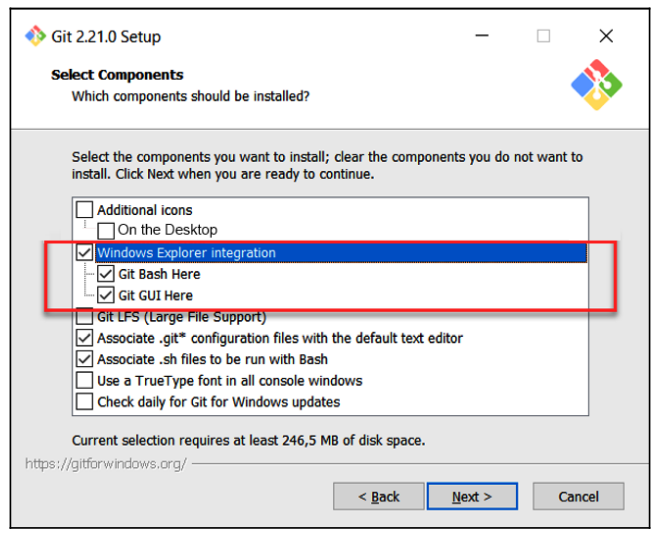 Git 2.21.0 Setup
Select Components
Which components should be installed?
Select the components you want to install; clear the components you do not want to
install. Click Next when you are ready to continue.
Additional icons
On the Desktop
Windows Explorer integration
Git Bash Here
Git GUI Here
Git LFS (Large File Support)
Associate .git* configuration files with the default text editor
Associate .sh files to be run with Bash
Use a TrueType font in all console windows
Check daily for Git for Windows updates
Current selection requires at least 246,5 MB of disk space.
https://gitforwindows.org/
< Back Next > Cancel